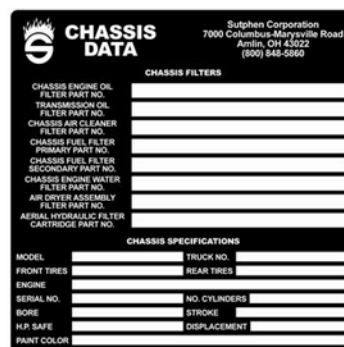 CHASSIS
DATA
Sutphen Corporation
7000 Columbus-Marysville Road
Amlin, OH 43022
(800) 848-5860
CHASSIS FILTERS
CHASSIS ENGINE OIL
FILTER PART NO.
TRANSMISSION OIL
FILTER PART NO.
CHASSIS AIR CLEANER
FILTER PART NO.
CHASSIS FUEL FILTER
PRIMARY PART NO.
CHASSIS FUEL FILTER
SECONDARY PART NO.
CHASSIS ENGINE WATER
FILTER PART NO.
AIR DRYER ASSEMBLY
FILTER PART NO.
AERIAL HYDRAULIC FILTER
CARTRIDGE PART NO.
CHASSIS SPECIFICATIONS
MODEL TRUCK NO.
FRONT TIRES REAR TIRES
ENGINE
SERIAL NO. NO. CYLINDERS
BORE STROKE
H.P. SAFE DISPLACEMENT
PAINT COLOR